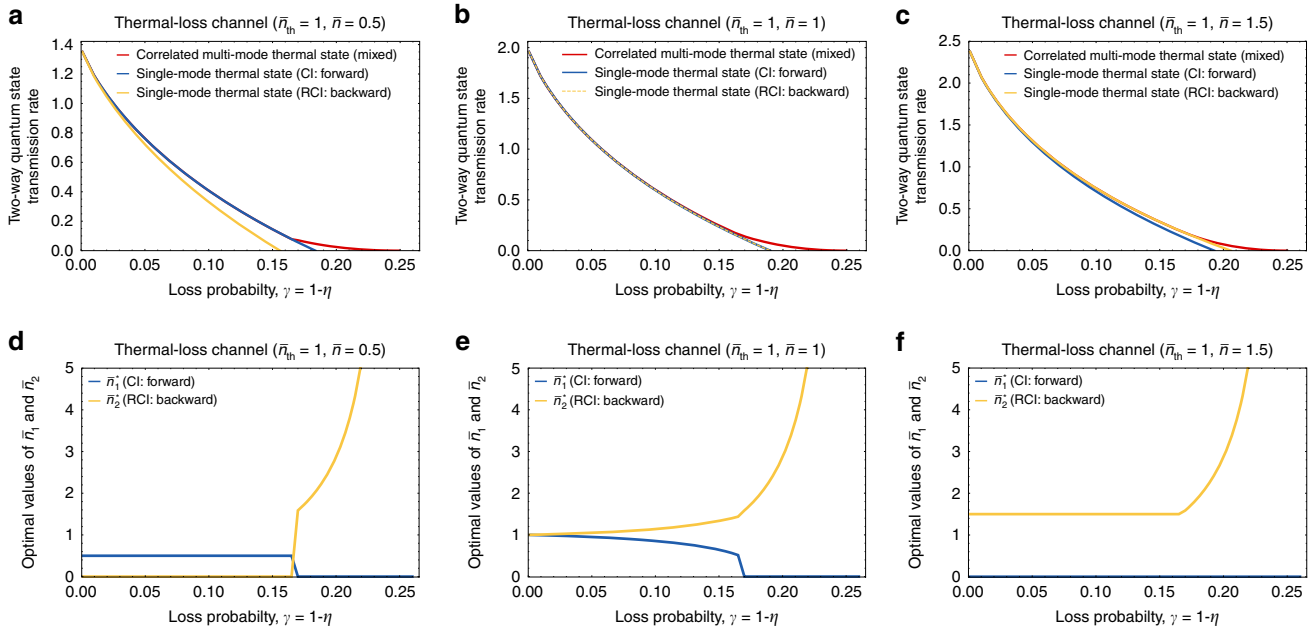 a
Thermal-loss channel (n̄th = 1, n̄ = 0.5)
Two-way quantum state
transmission rate
1.4
1.2
1.0
0.8
0.6
0.4
0.2
0.0
Correlated multi-mode thermal state (mixed)
Single-mode thermal state (CI: forward)
Single-mode thermal state (RCI: backward)
0.00 0.05 0.10 0.15 0.20 0.25
Loss probabilty, γ = 1-η
b
Thermal-loss channel (n̄th = 1, n̄ = 1)
Two-way quantum state
transmission rate
2.0
1.5
1.0
0.5
0.0
Correlated multi-mode thermal state (mixed)
Single-mode thermal state (CI: forward)
Single-mode thermal state (RCI: backward)
0.00 0.05 0.10 0.15 0.20 0.25
Loss probabilty, γ = 1-η
c
Thermal-loss channel (n̄th = 1, n̄ = 1.5)
Two-way quantum state
transmission rate
2.5
2.0
1.5
1.0
0.5
0.0
Correlated multi-mode thermal state (mixed)
Single-mode thermal state (CI: forward)
Single-mode thermal state (RCI: backward)
0.00 0.05 0.10 0.15 0.20 0.25
Loss probabilty, γ = 1-η
d
Thermal-loss channel (n̄th = 1, n̄ = 0.5)
Optimal values of n̄1 and n̄2
5
4
3
2
1
0
n̄1* (CI: forward)
n̄2* (RCI: backward)
0.00 0.05 0.10 0.15 0.20 0.25
Loss probabilty, γ = 1-η
e
Thermal-loss channel (n̄th = 1, n̄ = 1)
Optimal values of n̄1 and n̄2
5
4
3
2
1
0
n̄1* (CI: forward)
n̄2* (RCI: backward)
0.00 0.05 0.10 0.15 0.20 0.25
Loss probabilty, γ = 1-η
f
Thermal-loss channel (n̄th = 1, n̄ = 1.5)
Optimal values of n̄1 and n̄2
5
4
3
2
1
0
n̄1* (CI: forward)
n̄2* (RCI: backward)
0.00 0.05 0.10 0.15 0.20 0.25
Loss probabilty, γ = 1-η